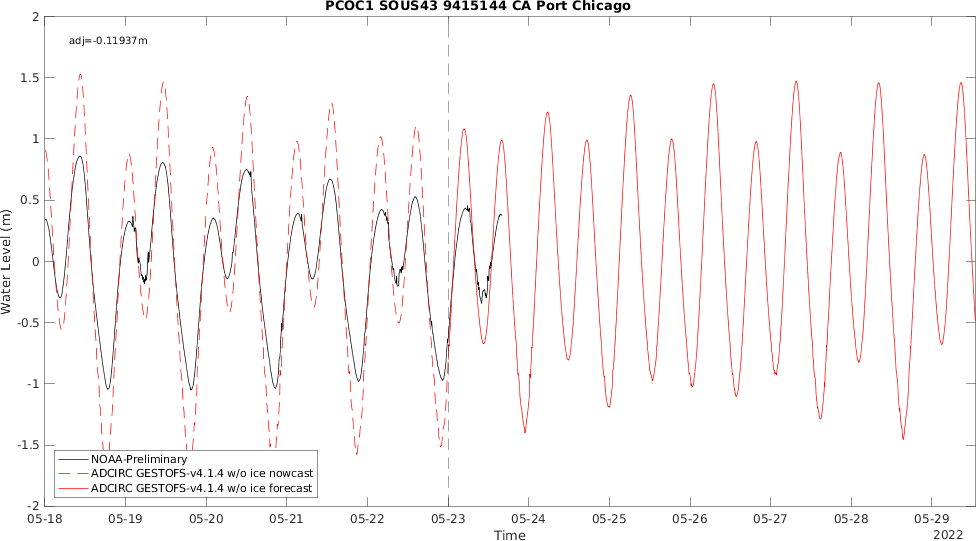 PCOC1 SOUS43 9415144 CA Port Chicago
2
adj=-0.11937m
1.5
1
0.5
0
-0.5
-1
-1.5
-2
Water Level (m)
NOAA-Preliminary
ADCIRC GESTOFS-v4.1.4 w/o ice nowcast
ADCIRC GESTOFS-v4.1.4 w/o ice forecast
05-18 05-19 05-20 05-21 05-22 05-23 05-24 05-25 05-26 05-27 05-28 05-29
Time
2022